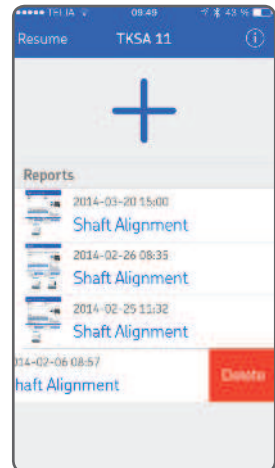 TELIA 09:49 43 %
Resume TKSA 11
Reports
2014-03-20 15:00
Shaft Alignment
2014-02-26 08:35
Shaft Alignment
2014-02-25 11:32
Shaft Alignment
014-02-06 08:57
haft Alignment
Delete